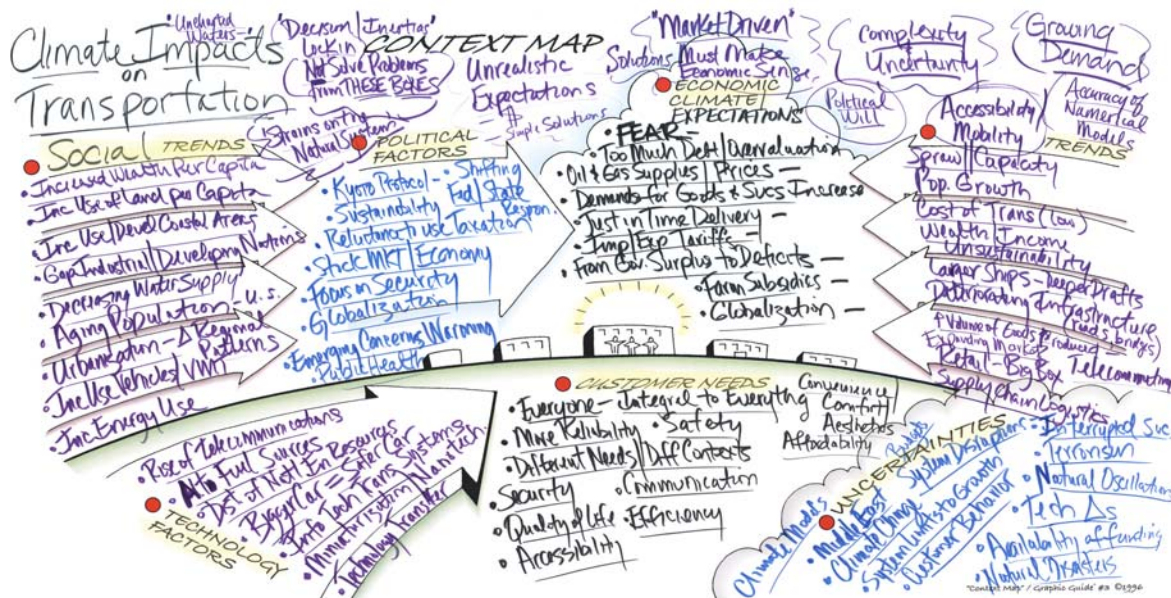 Climate Impacts
on
Transportation
"Uncharted
Waters"
"Decision/Inertias"
Lock in
Not Solve Problems
from THESE BOXES
CONTEXT MAP
Unrealistic
Expectations
$
Simple Solutions
"Market Driven"
Solutions Must Make
Economic Sense
Complexity
Uncertainty
Growing
Demand
Political
Will
Accuracy of
Numerical
Models
Strains on
Natural Systems
Social TRENDS
• Increased Wealth Per Capita
• Inc Use of Land per Capita
• Inc Use/Devel Coastal Areas
• Gap Industrial/Developing Nations
• Decreasing Water Supply
• Aging Population - U.S.
• Urbanization - Δ Regional
Patterns
• Inc Use Vehicles/VMT
• Inc Energy Use
POLITICAL
FACTORS
• Kyoto Protocol - • Shifting
Fed/State
Respon.
• Sustainability
• Reluctance to use Taxation
• Stock MKT/Economy
• Focus on Security
• Globalization
• Emerging Concerns Warming
• Public Health
ECONOMIC
CLIMATE/
EXPECTATIONS
• FEAR -
• Too Much Debt/Overvaluation
• Oil & Gas Supplies/Prices -
• Demands for Goods & Svcs Increase
• Just in Time Delivery -
• Imp/Exp Tariffs -
• From Gov. Surplus to Deficits -
• Farm Subsidies -
• Globalization -
Accessibility/
Mobility
TRENDS
Sprawl/Capacity
Pop. Growth
Cost of Trans (low)
Wealth/Income
Unsustainability
Larger Ships - Deeper Drafts
Deteriorating Infrastructure
(roads, bridges)
↑ Volume of Goods Produced =
Expanding Market
Retail - Big Box
Telecommuting
Supply Chain Logistics
TECHNOLOGY
FACTORS
• Rise of Telecommunications
• Alto Fuel Sources
• Dist of Nat'l En Resources
• Bigger Car = Safer Car
• Info Tech Trans Systems
• Miniaturization/Nanotech.
• Technology Transfer
CUSTOMER NEEDS
• Everyone - Integral to Everything
• More Reliability
• Safety
• Different Needs/Diff Contexts
• Security
• Communication
• Quality of Life
• Efficiency
• Accessibility
Convenience
Comfort
Aesthetics
Affordability
UNCERTAINTIES
Climate Models
• Middle East
• Climate Change
• System Limits to Growth
• Customer Behavior
System Disruptions
• Interrupted Svc
• Terrorism
• Natural Oscillation
• Tech Δs
• Availability of funding
• Natural Disasters
"Context Map" / Graphic Guide® #3 ©1996